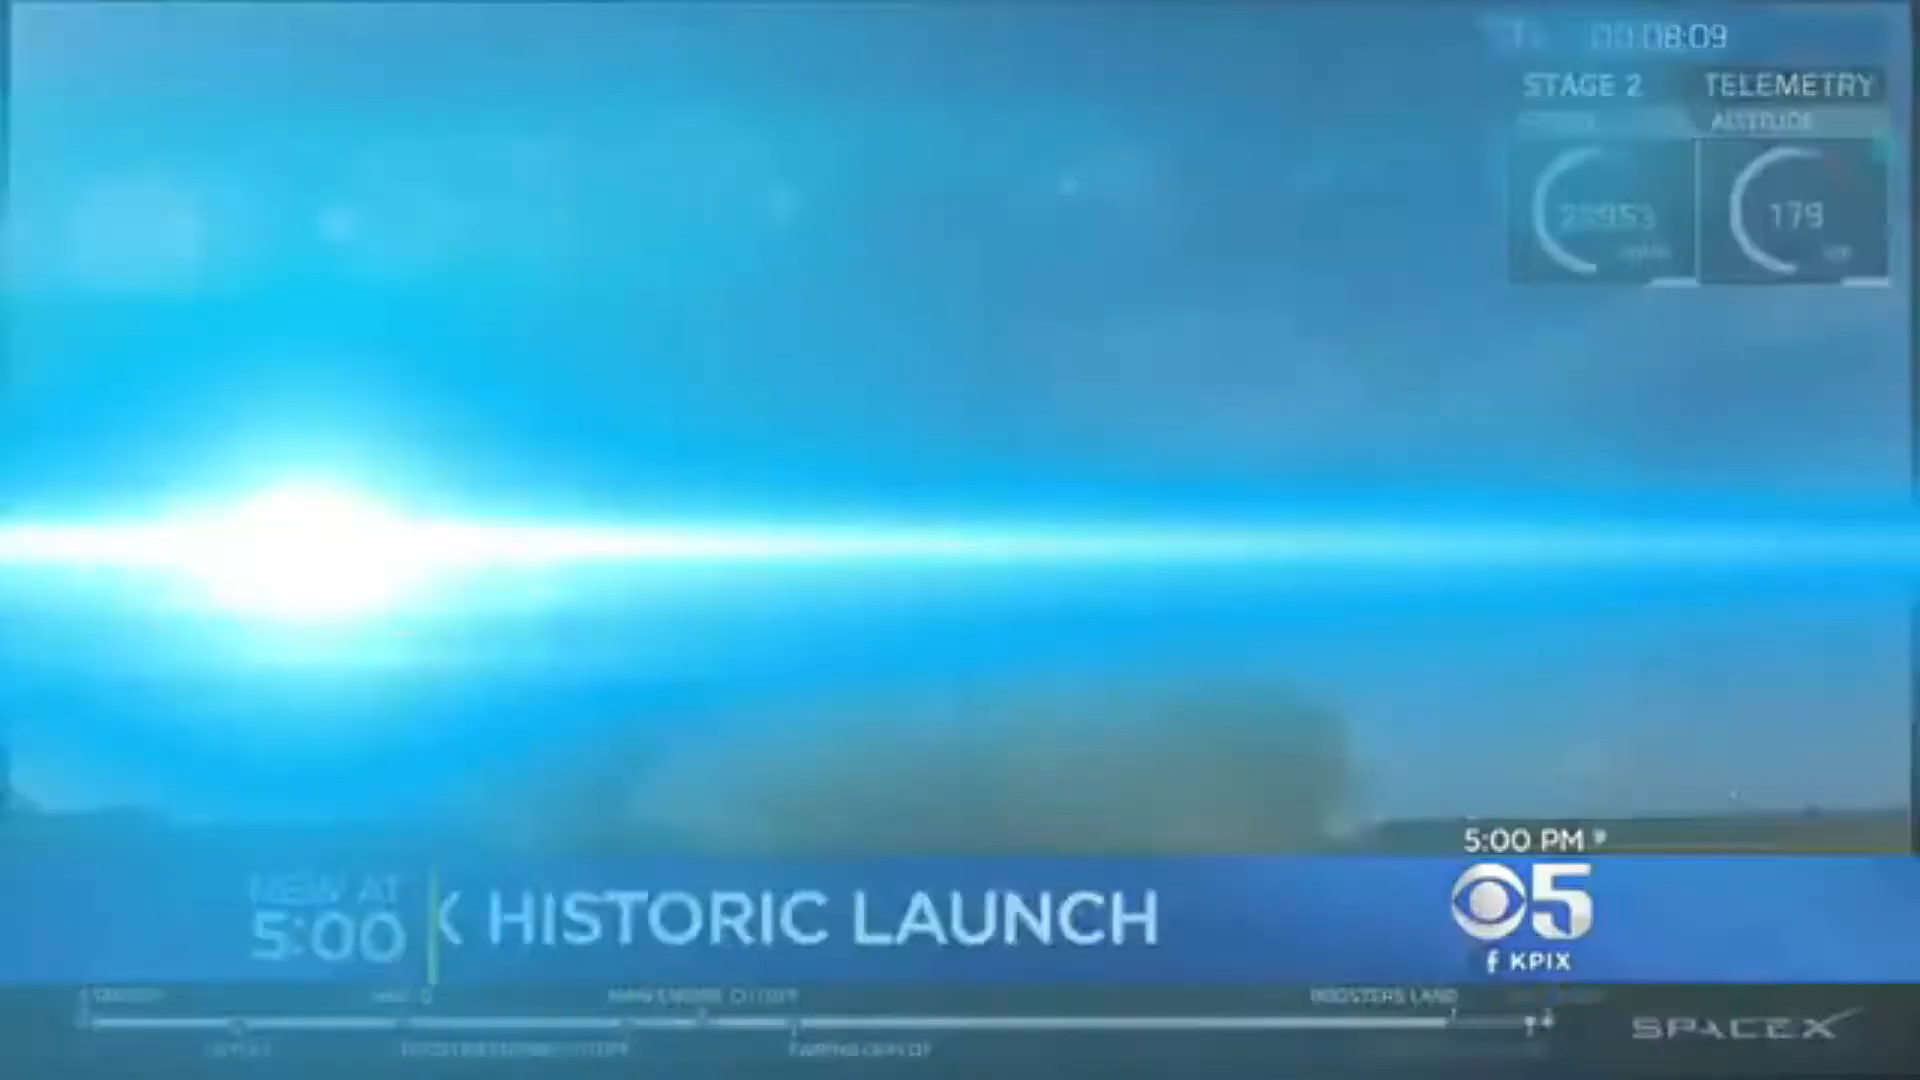 00:08:09
STAGE 2 TELEMETRY
ALTITUDE
179
5:00 PM
NEW AT
5:00
X HISTORIC LAUNCH
5
f KPIX
MAIN ENGINE CUTOFF
BOOSTERS LAND
FAIRING DEPLOY
SPACEX